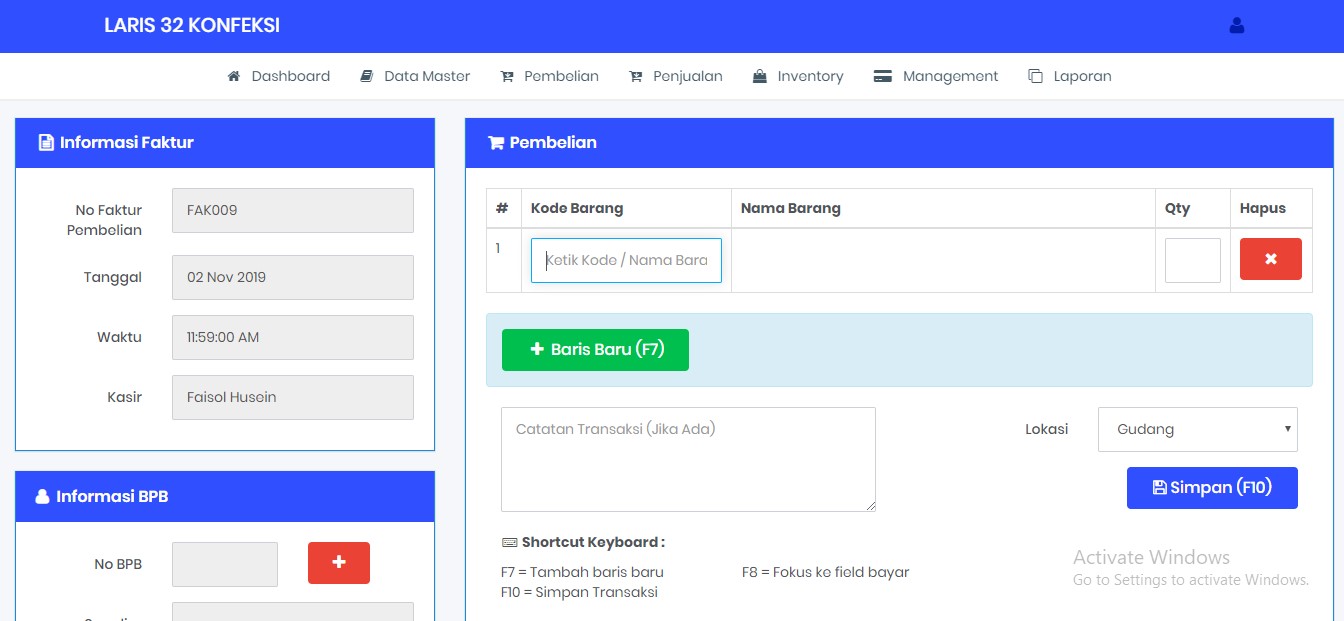 LARIS 32 KONFEKSI
Dashboard Data Master Pembelian Penjualan Inventory Management Laporan
Informasi Faktur
No Faktur
Pembelian
FAK009
Tanggal 02 Nov 2019
Waktu 11:59:00 AM
Kasir Faisol Husein
Informasi BPB
No BPB
Pembelian
# Kode Barang Nama Barang Qty Hapus
1 Ketik Kode / Nama Bara
Baris Baru (F7)
Catatan Transaksi (Jika Ada)
Lokasi Gudang
Simpan (F10)
Shortcut Keyboard :
F7 = Tambah baris baru F8 = Fokus ke field bayar
F10 = Simpan Transaksi
Activate Windows
Go to Settings to activate Windows.